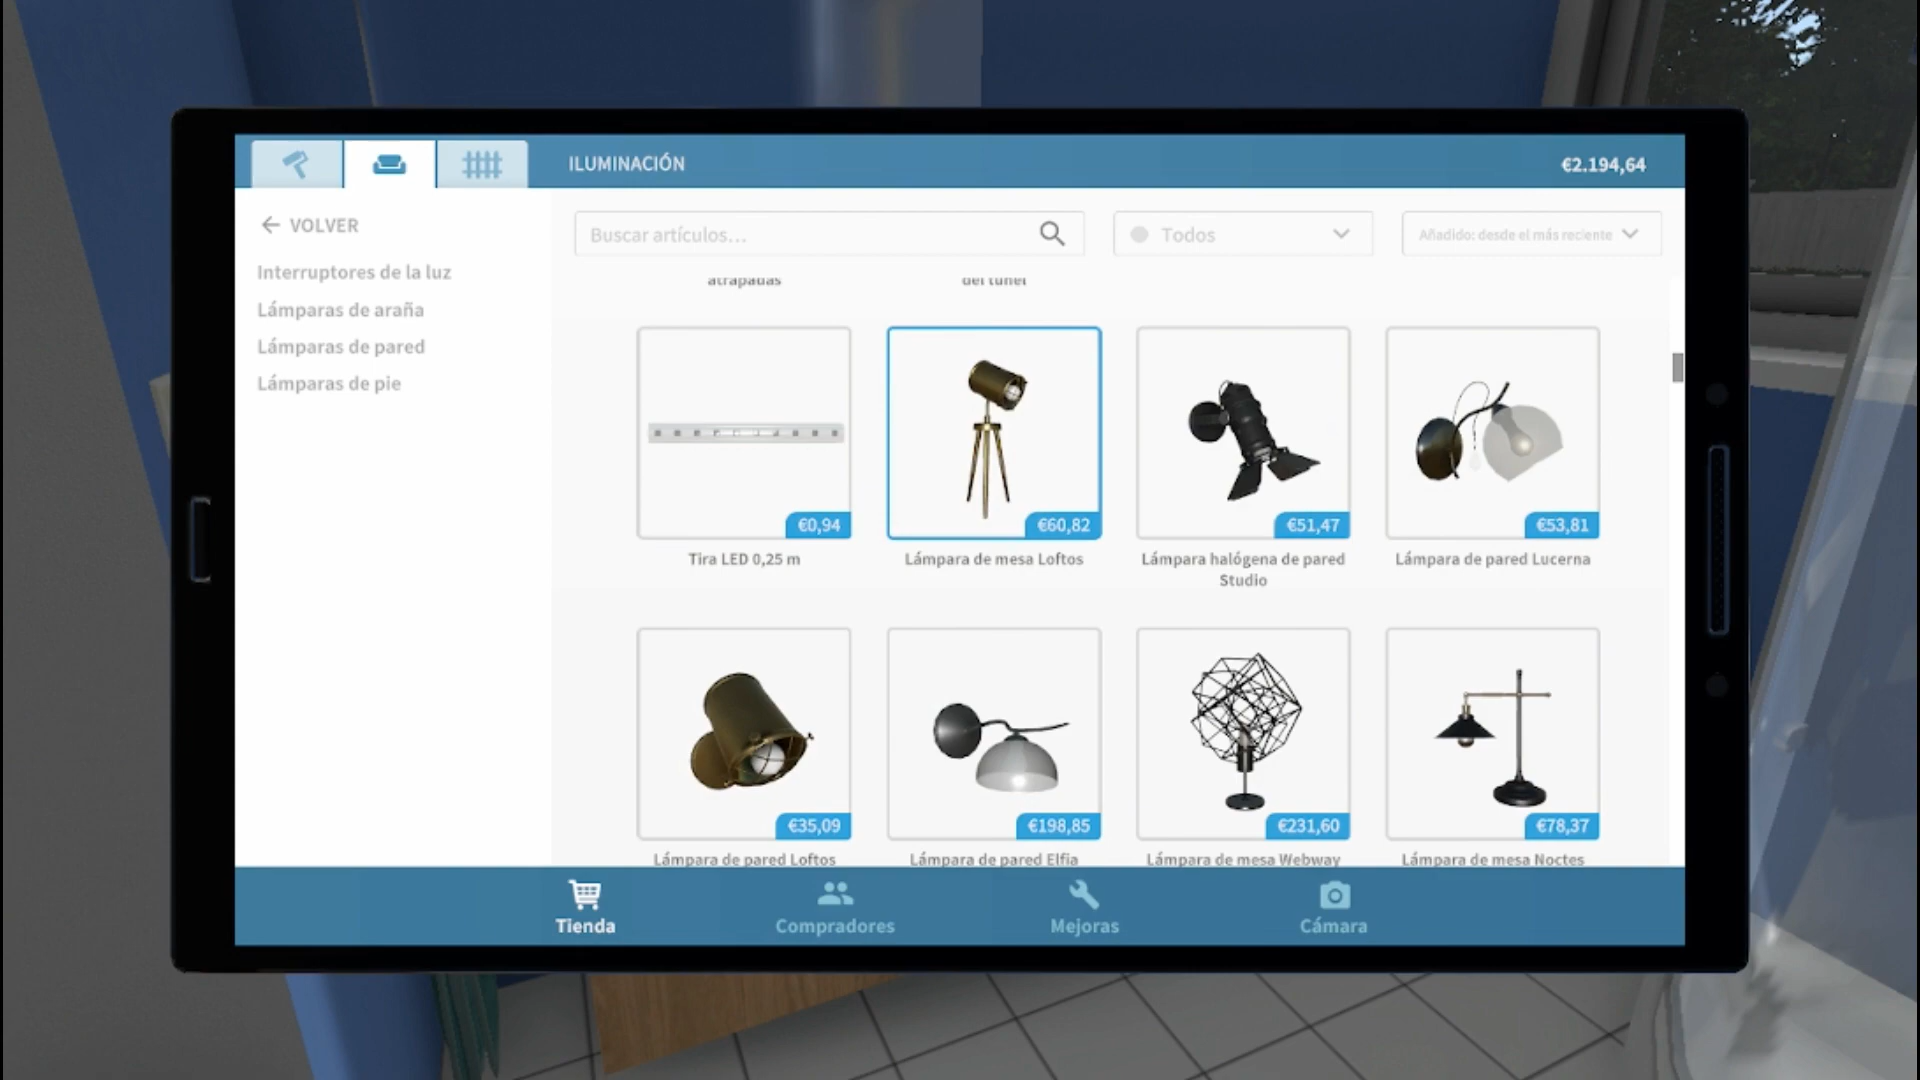 ILUMINACIÓN
€2.194,64
VOLVER
Buscar artículos...
Todos
Añadido: desde el más reciente
Interruptores de la luz
Lámparas de araña
Lámparas de pared
Lámparas de pie
atrapadas
del túnel
€0,94
€60,82
€51,47
€53,81
Tira LED 0,25 m
Lámpara de mesa Loftos
Lámpara halógena de pared
Studio
Lámpara de pared Lucerna
€35,09
€198,85
€231,60
€78,37
Lámpara de pared Loftos
Lámpara de pared Elfia
Lámpara de mesa Webway
Lámpara de mesa Noctes
Tienda
Compradores
Mejoras
Cámara